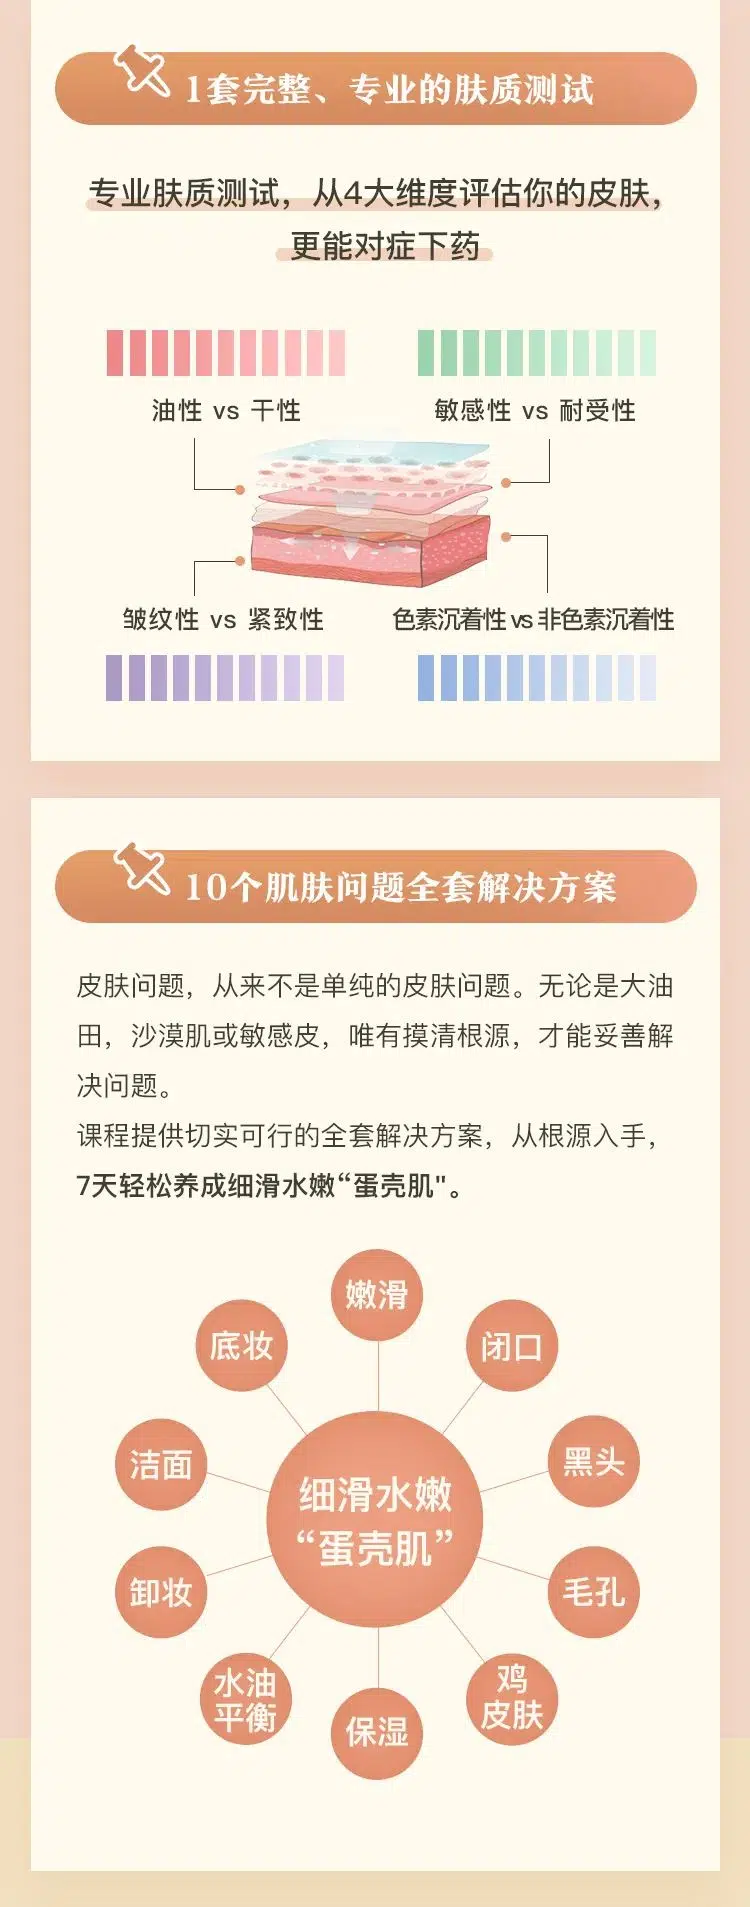 1套完整、专业的肤质测试
专业肤质测试，从4大维度评估你的皮肤，
更能对症下药
油性 vs 干性
敏感性 vs 耐受性
皱纹性 vs 紧致性
色素沉着性 vs 非色素沉着性
10个肌肤问题全套解决方案
皮肤问题，从来不是单纯的皮肤问题。无论是大油
田，沙漠肌或敏感皮，唯有摸清根源，才能妥善解
决问题。
课程提供切实可行的全套解决方案，从根源入手，
7天轻松养成细滑水嫩“蛋壳肌"。
嫩滑
底妆
闭口
洁面
黑头
细滑水嫩
“蛋壳肌”
卸妆
毛孔
水油
平衡
保湿
鸡
皮肤